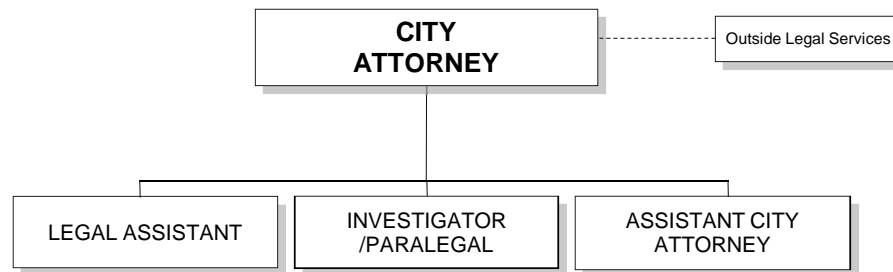 CITY
ATTORNEY
Outside Legal Services
LEGAL ASSISTANT
INVESTIGATOR
/PARALEGAL
ASSISTANT CITY
ATTORNEY